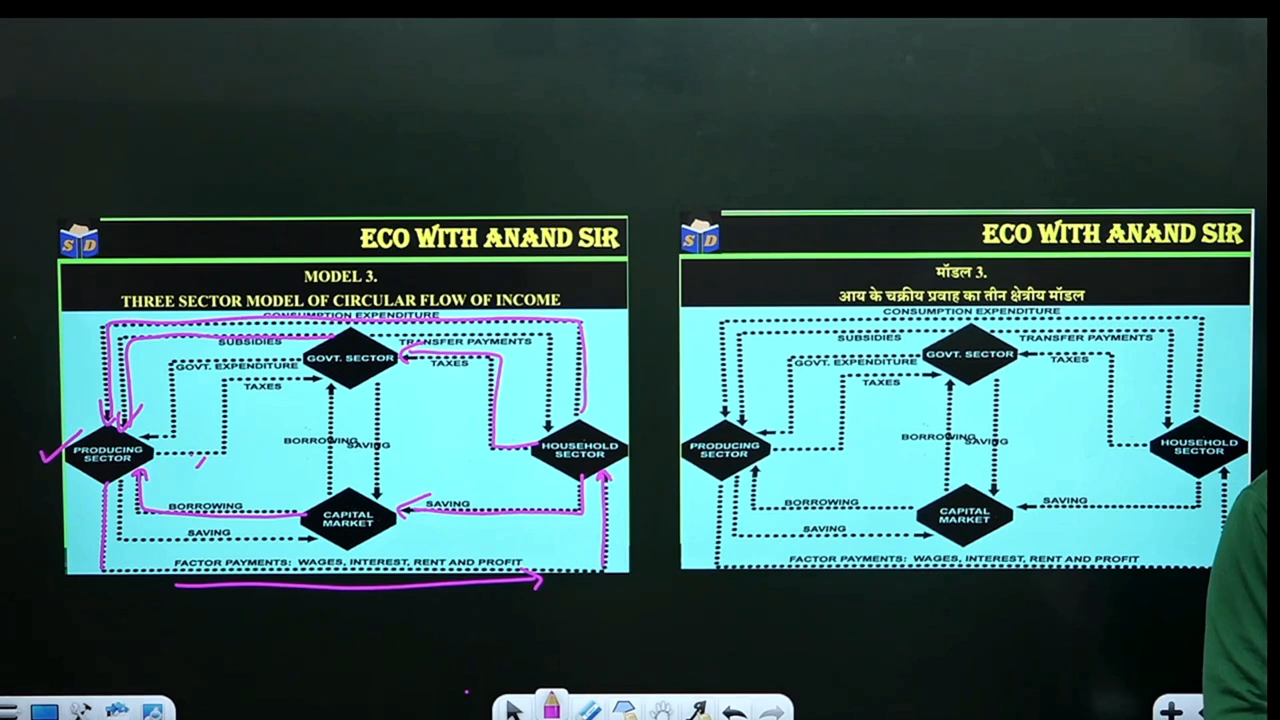 S D
ECO WITH ANAND SIR
MODEL 3.
THREE SECTOR MODEL OF CIRCULAR FLOW OF INCOME
CONSUMPTION EXPENDITURE
SUBSIDIES
TRANSFER PAYMENTS
GOVT. SECTOR
GOVT. EXPENDITURE
TAXES
TAXES
PRODUCING
SECTOR
BORROWING
SAVING
HOUSEHOLD
SECTOR
BORROWING
CAPITAL
MARKET
SAVING
SAVING
FACTOR PAYMENTS: WAGES, INTEREST, RENT AND PROFIT
S D
ECO WITH ANAND SIR
मॉडल 3.
आय के चक्रीय प्रवाह का तीन क्षेत्रीय मॉडल
CONSUMPTION EXPENDITURE
SUBSIDIES
TRANSFER PAYMENTS
GOVT. SECTOR
GOVT. EXPENDITURE
TAXES
TAXES
PRODUCING
SECTOR
BORROWING
SAVING
HOUSEHOLD
SECTOR
BORROWING
CAPITAL
MARKET
SAVING
SAVING
FACTOR PAYMENTS: WAGES, INTEREST, RENT AND PROFIT